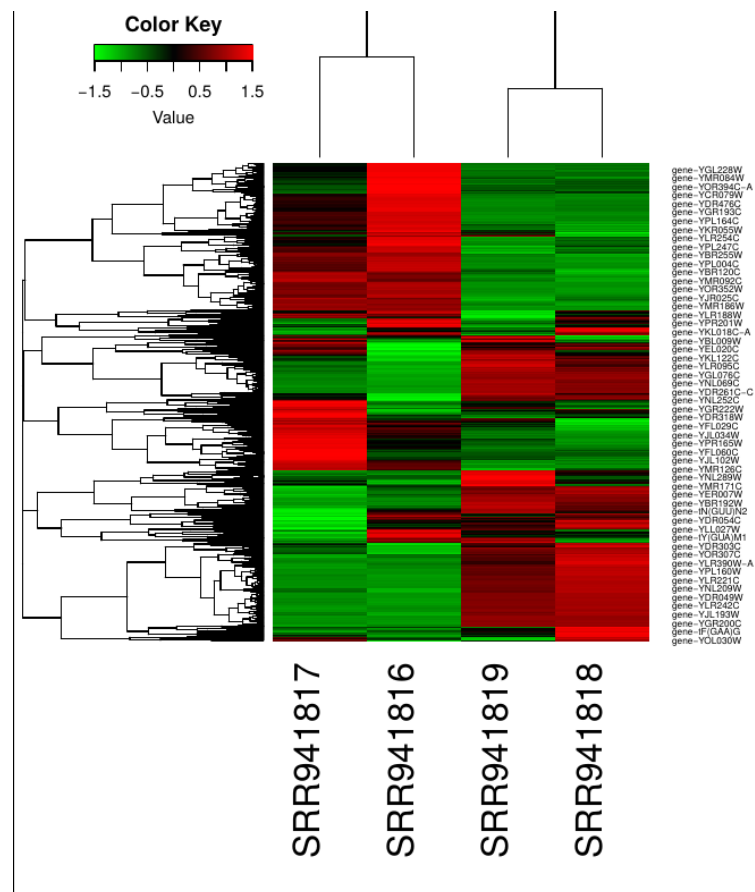 Color Key
−1.5 −0.5 0.5 1.5
Value
gene−YGL228W
gene−YMR084W
gene−YOR394C−A
gene−YCR079W
gene−YDR476C
gene−YGR193C
gene−YPL164C
gene−YKR055W
gene−YLR254C
gene−YPL247C
gene−YBR255W
gene−YPL004C
gene−YBR120C
gene−YMR092C
gene−YOR352W
gene−YJR025C
gene−YMR186W
gene−YLR188W
gene−YPR201W
gene−YKL018C−A
gene−YBL009W
gene−YEL020C
gene−YKL122C
gene−YLR095C
gene−YGL076C
gene−YNL069C
gene−YDR261C−C
gene−YNL252C
gene−YGR222W
gene−YDR318W
gene−YFL029C
gene−YJL034W
gene−YPR165W
gene−YFL060C
gene−YJL102W
gene−YMR126C
gene−YNL289W
gene−YMR171C
gene−YER007W
gene−YBR192W
gene−tN(GUU)N2
gene−YDR054C
gene−YLL027W
gene−tY(GUA)M1
gene−YDR303C
gene−YOR307C
gene−YLR390W−A
gene−YPL160W
gene−YLR221C
gene−YNL209W
gene−YDR049W
gene−YLR242C
gene−YJL193W
gene−YGR200C
gene−tF(GAA)G
gene−YOL030W
SRR941817
SRR941816
SRR941819
SRR941818